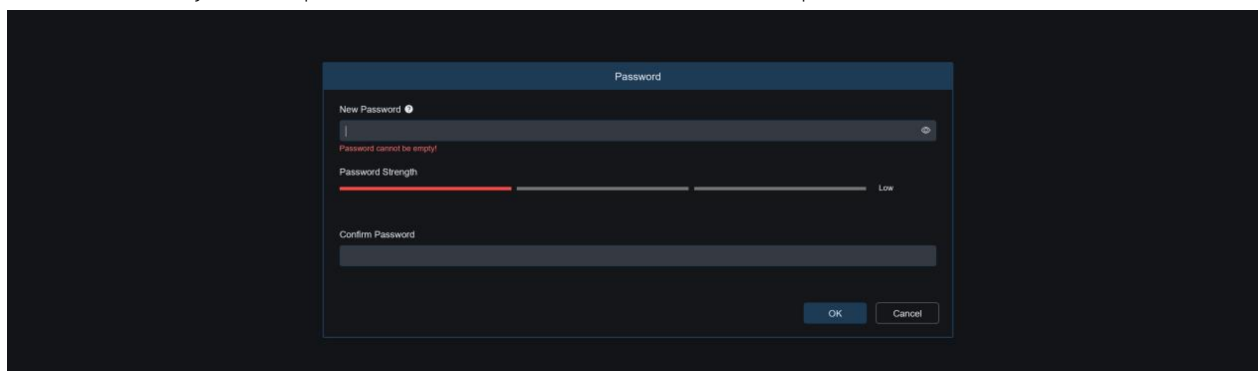 Password
New Password
Password cannot be empty!
Password Strength
Low
Confirm Password
OK Cancel